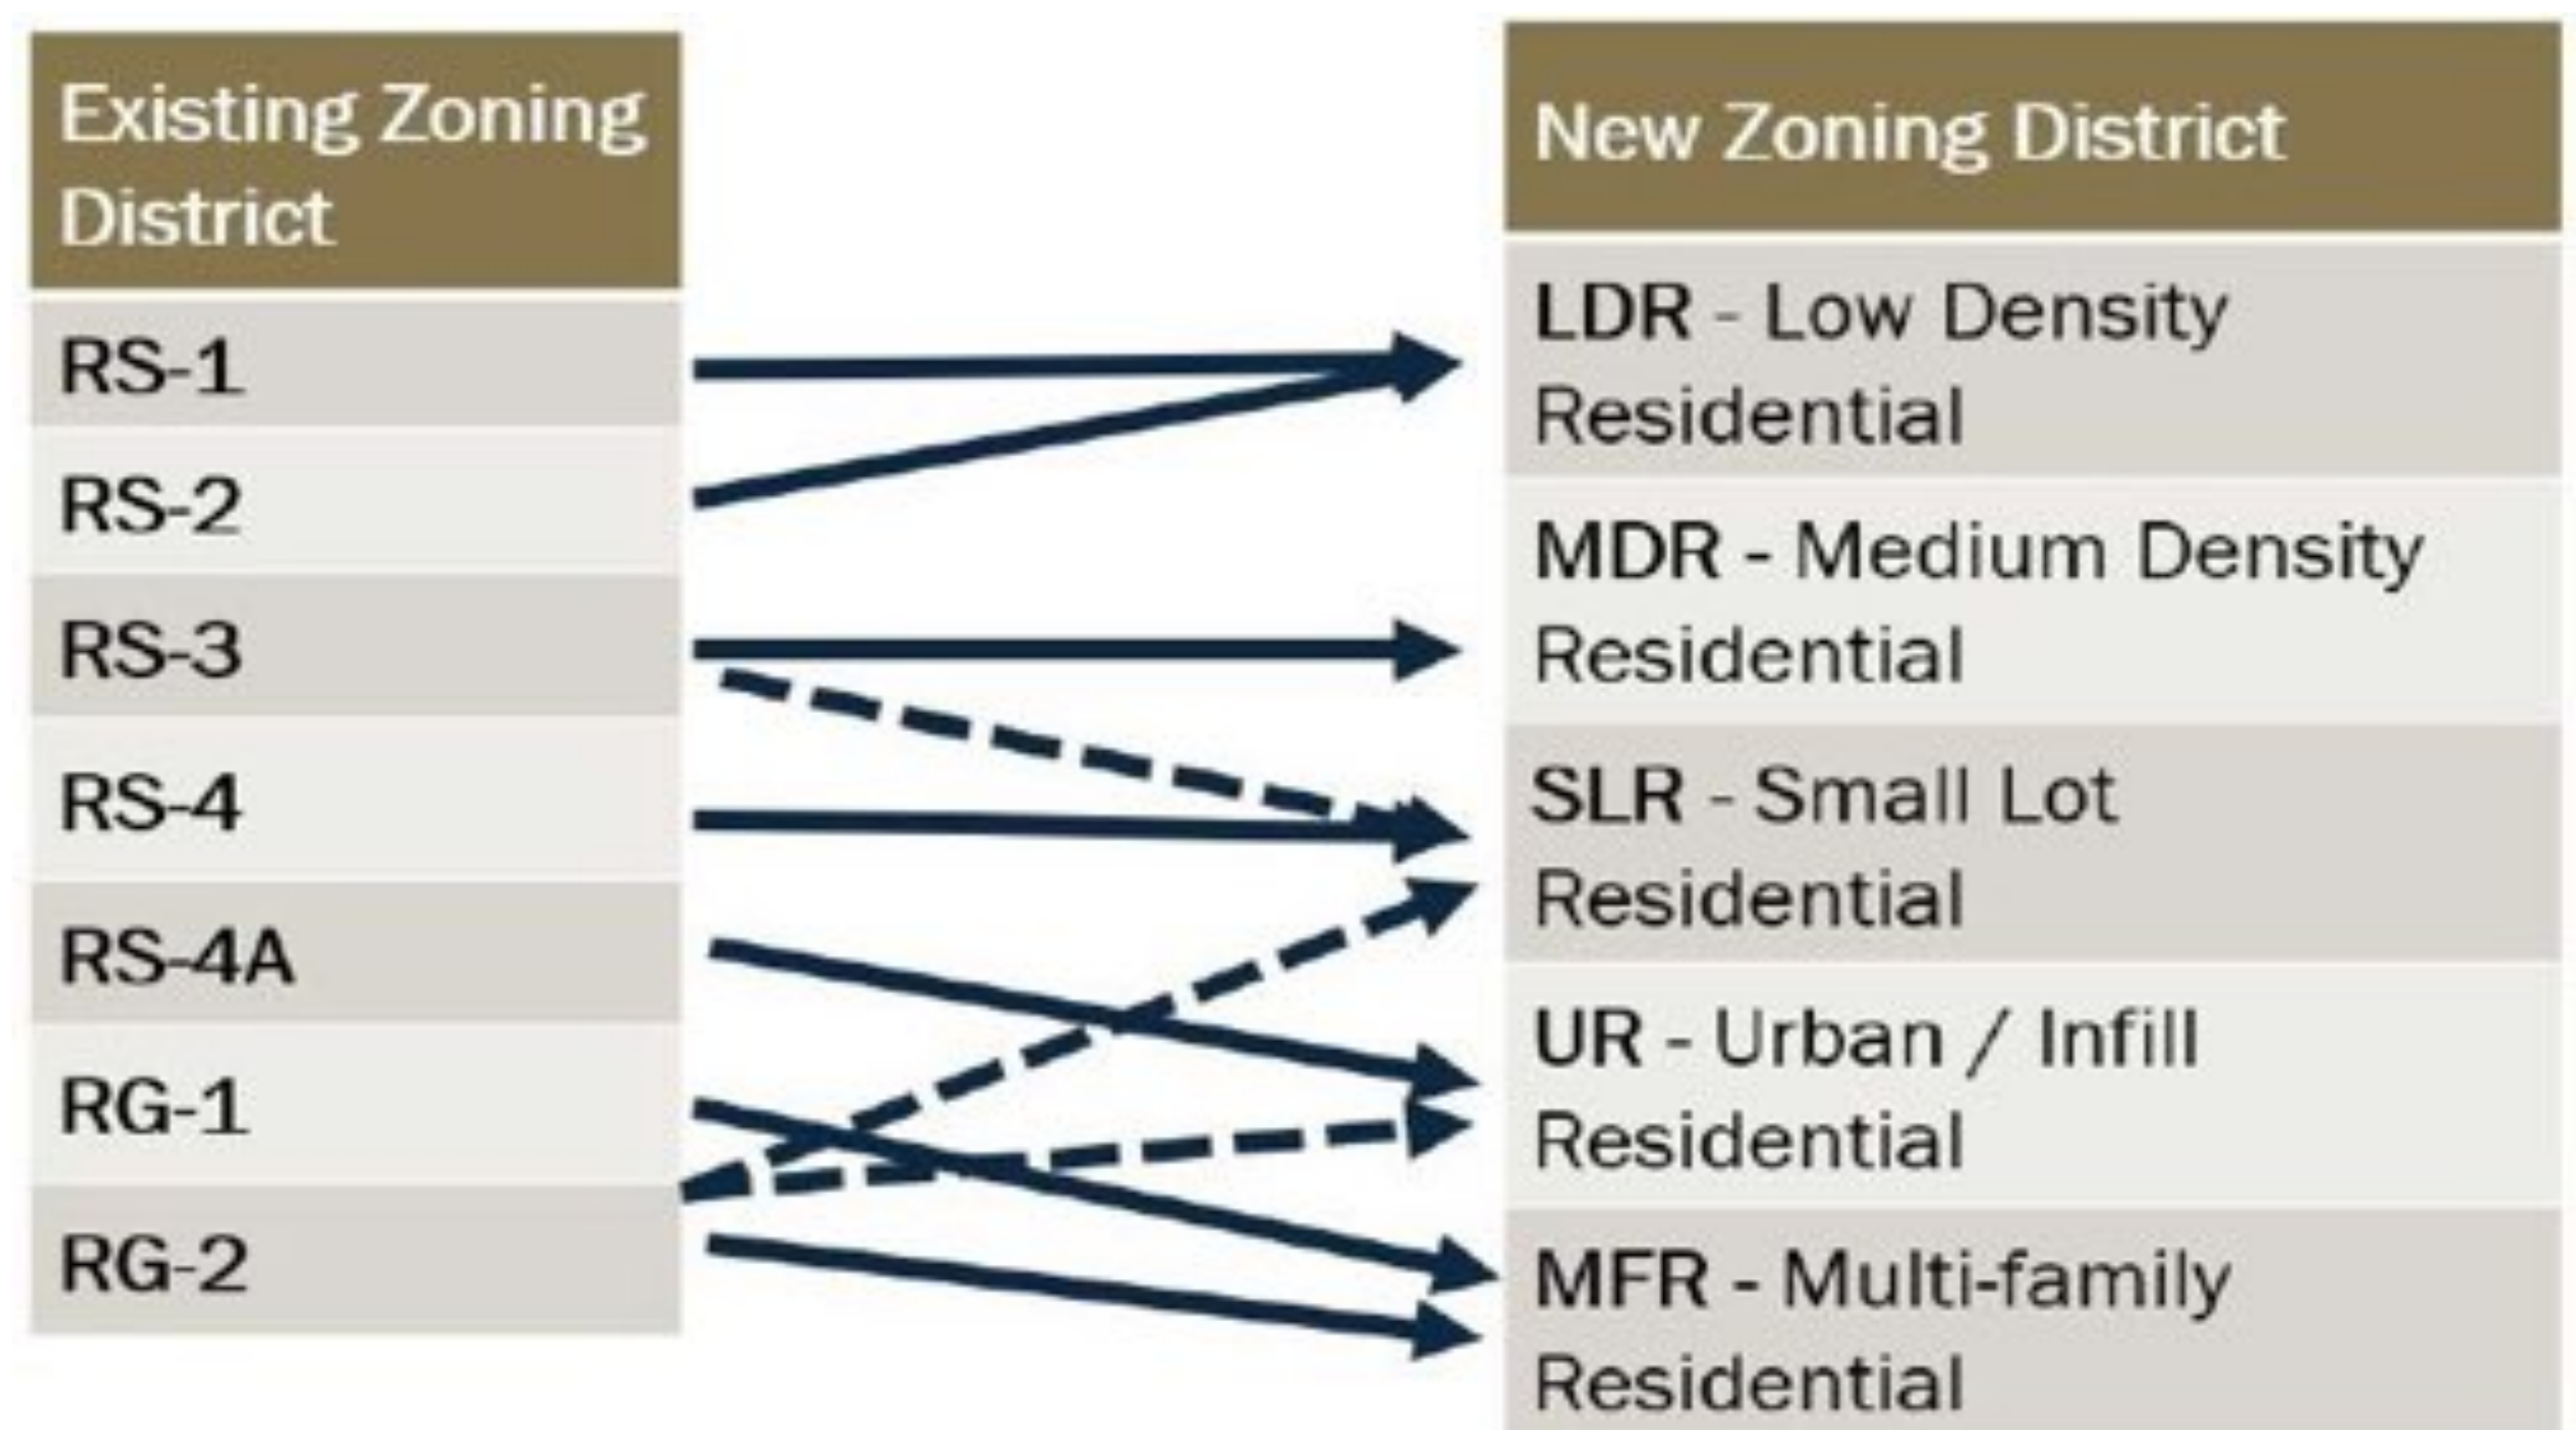 Existing Zoning
District
RS-1
RS-2
RS-3
RS-4
RS-4A
RG-1
RG-2
New Zoning District
LDR - Low Density
Residential
MDR - Medium Density
Residential
SLR - Small Lot
Residential
UR - Urban / Infill
Residential
MFR - Multi-family
Residential